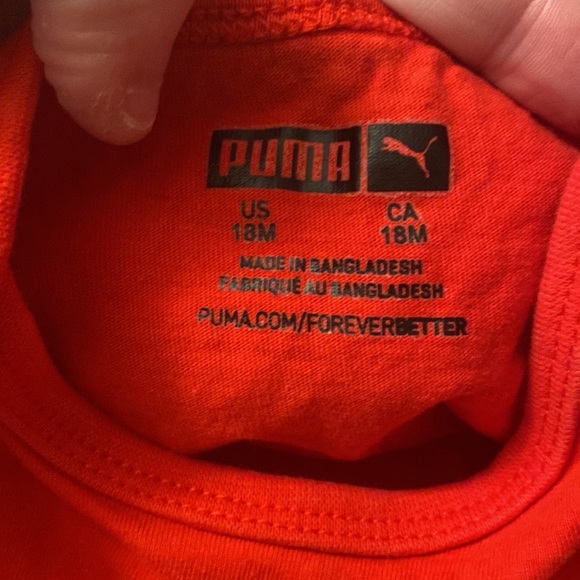 PUMA
US CA
18M 18M
MADE IN BANGLADESH
FABRIQUÉ AU BANGLADESH
PUMA.COM/FOREVERBETTER